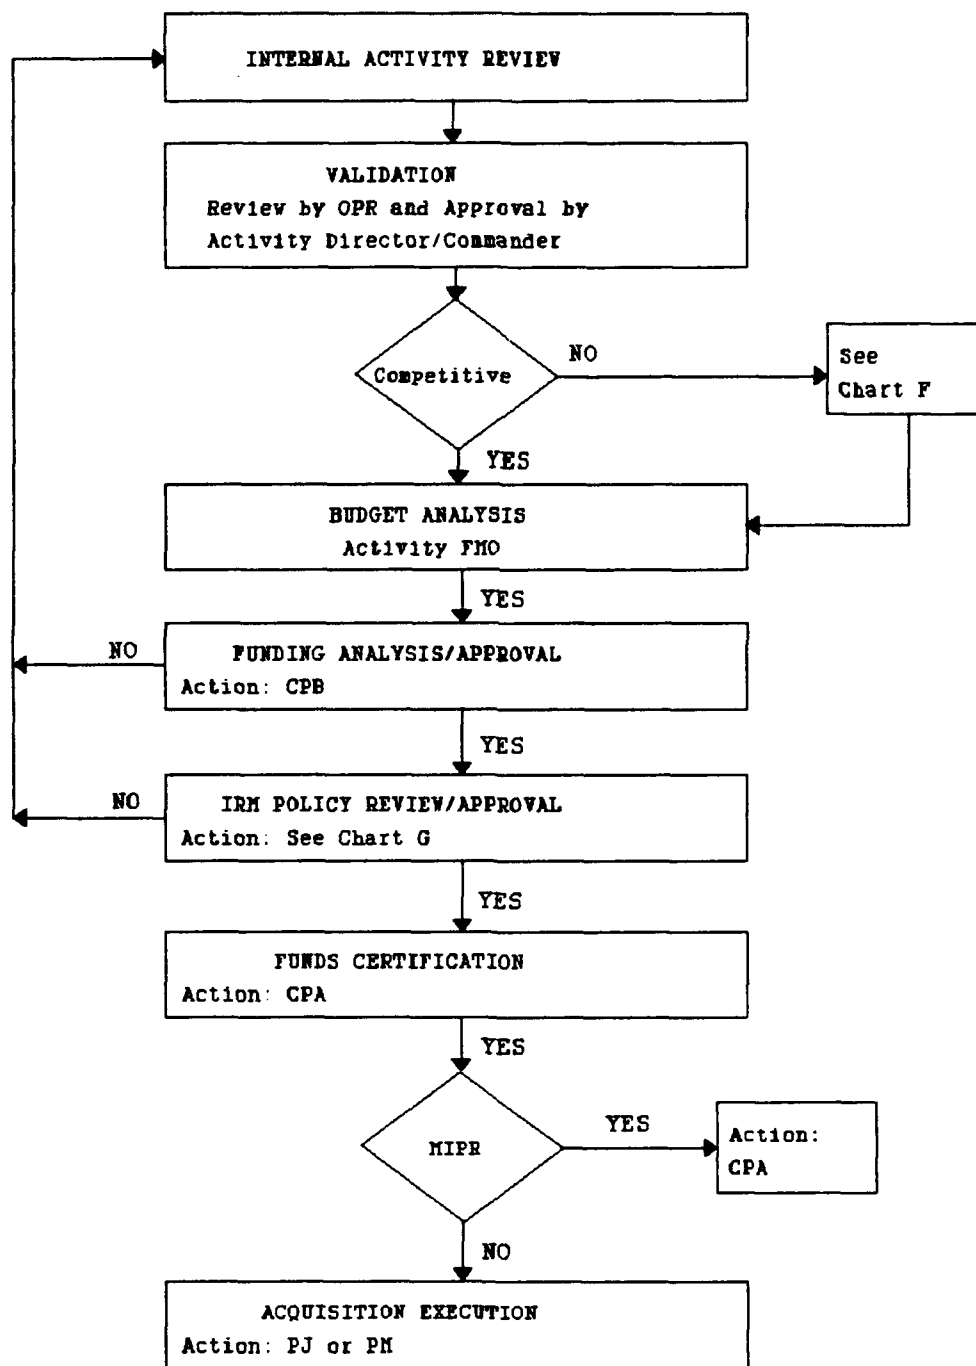 INTERNAL ACTIVITY REVIEW
VALIDATION
Review by OPR and Approval by
Activity Director/Commander
Competitive
NO
See
Chart F
YES
BUDGET ANALYSIS
Activity FMO
YES
NO
FUNDING ANALYSIS/APPROVAL
Action: CPB
YES
NO
IRM POLICY REVIEW/APPROVAL
Action: See Chart G
YES
FUNDS CERTIFICATION
Action: CPA
YES
MIPR
YES
Action:
CPA
NO
ACQUISITION EXECUTION
Action: PJ or PM